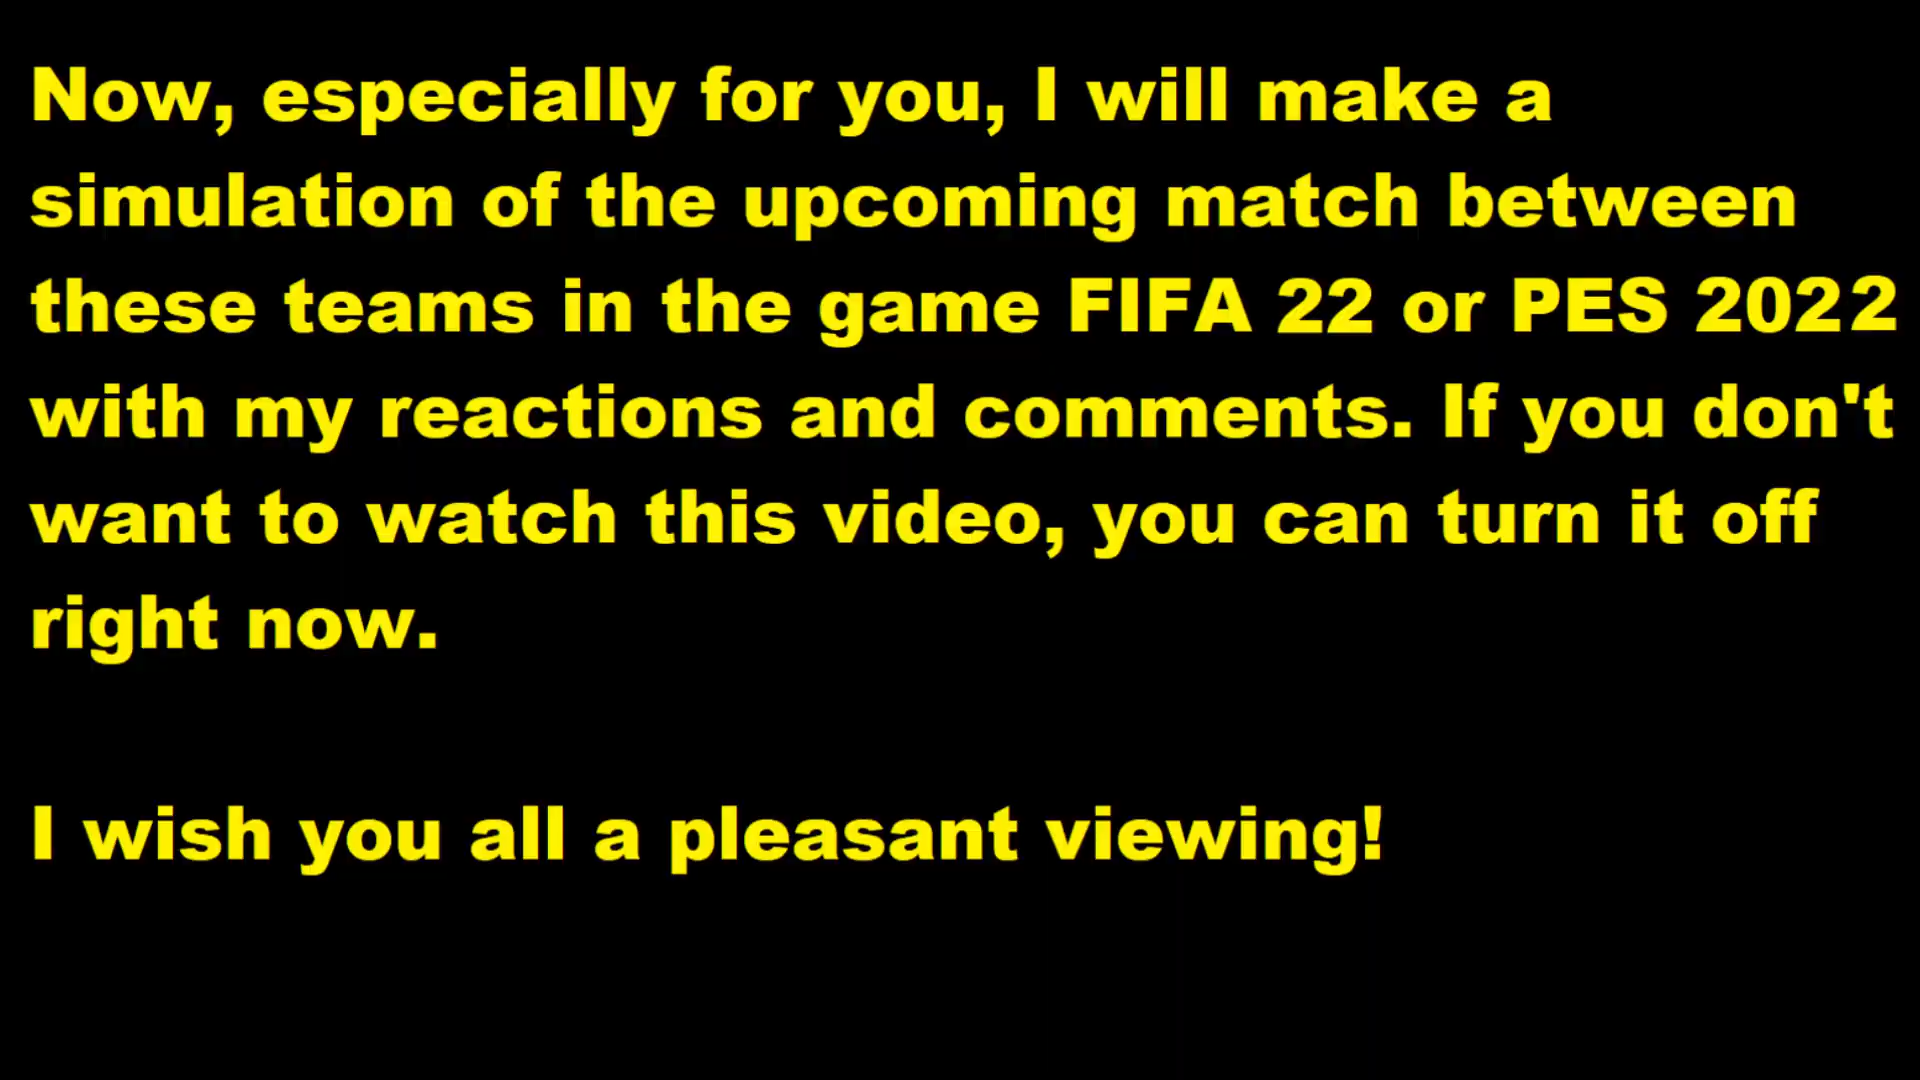 Now, especially for you, I will make a
simulation of the upcoming match between
these teams in the game FIFA 22 or PES 2022
with my reactions and comments. If you don't
want to watch this video, you can turn it off
right now.
I wish you all a pleasant viewing!